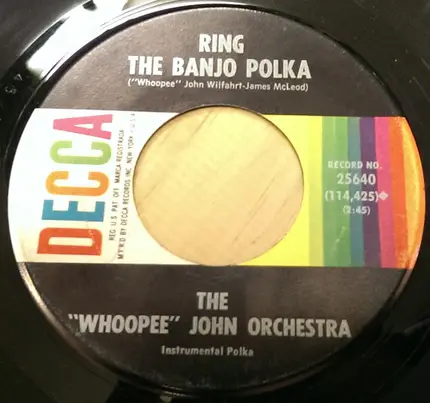 RING
THE BANJO POLKA
("Whoopee" John Wilfahrt-James McLeod)
DECCA
REG. U.S. PAT. OFF. MARCA REGISTRADA
MF'R'D BY DECCA RECORDS INC., NEW YORK, U.S.A.
RECORD NO.
25640
(114,425)◆
(2:45)
THE
"WHOOPEE" JOHN ORCHESTRA
Instrumental Polka